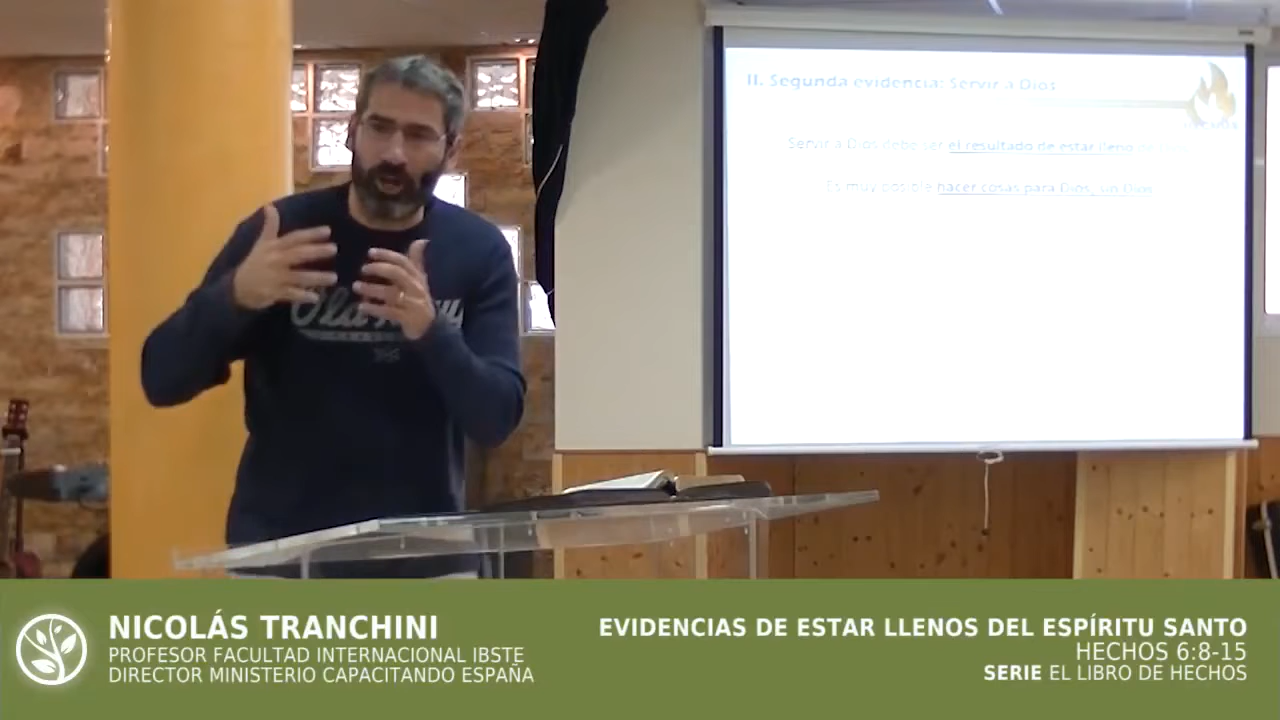 II. Segunda evidencia: Servir a Dios
Servir a Dios debe ser el resultado de estar lleno de
Es muy posible hacer cosas para Dios, sin Dios
Old
NICOLÁS TRANCHINI
PROFESOR FACULTAD INTERNACIONAL IBSTE
DIRECTOR MINISTERIO CAPACITANDO ESPAÑA
EVIDENCIAS DE ESTAR LLENOS DEL ESPÍRITU SANTO
HECHOS 6:8-15
SERIE EL LIBRO DE HECHOS